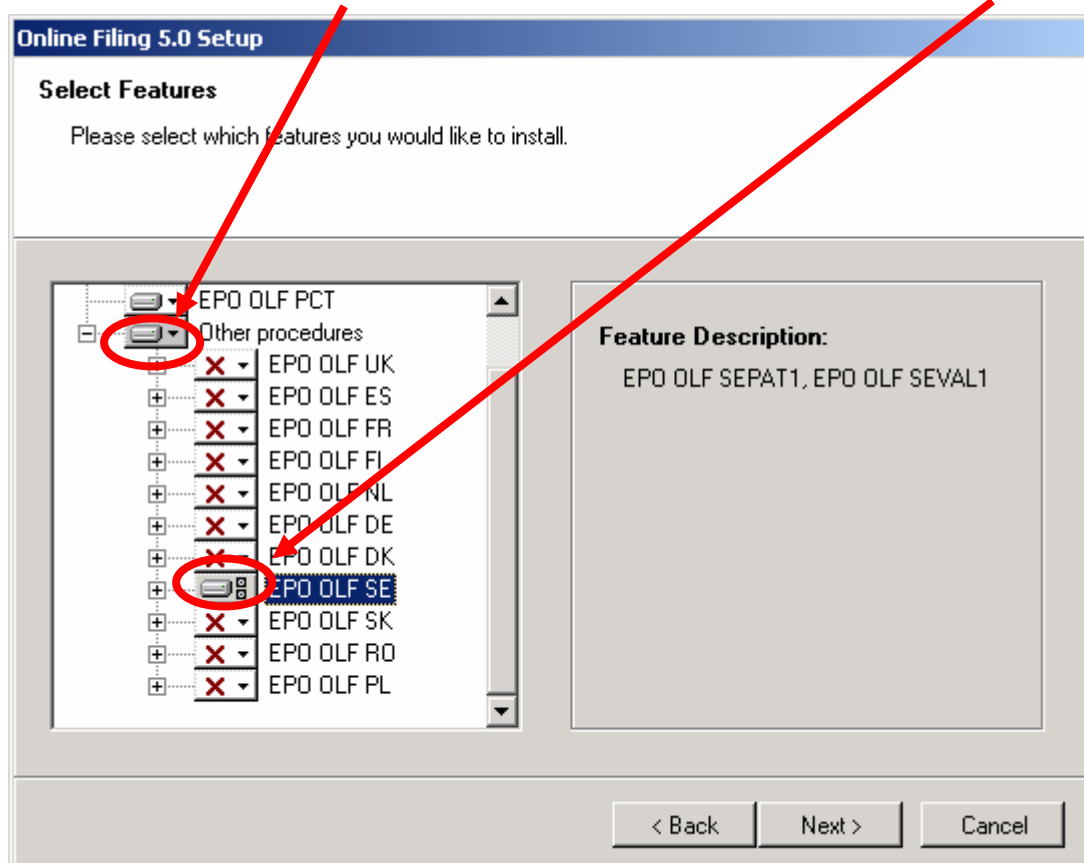 Online Filing 5.0 Setup
Select Features
Please select which features you would like to install.
EPO OLF PCT
Other procedures
EPO OLF UK
EPO OLF ES
EPO OLF FR
EPO OLF FI
EPO OLF NL
EPO OLF DE
EPO OLF DK
EPO OLF SE
EPO OLF SK
EPO OLF RO
EPO OLF PL
Feature Description:
EPO OLF SEPAT1, EPO OLF SEVAL1
< Back
Next >
Cancel